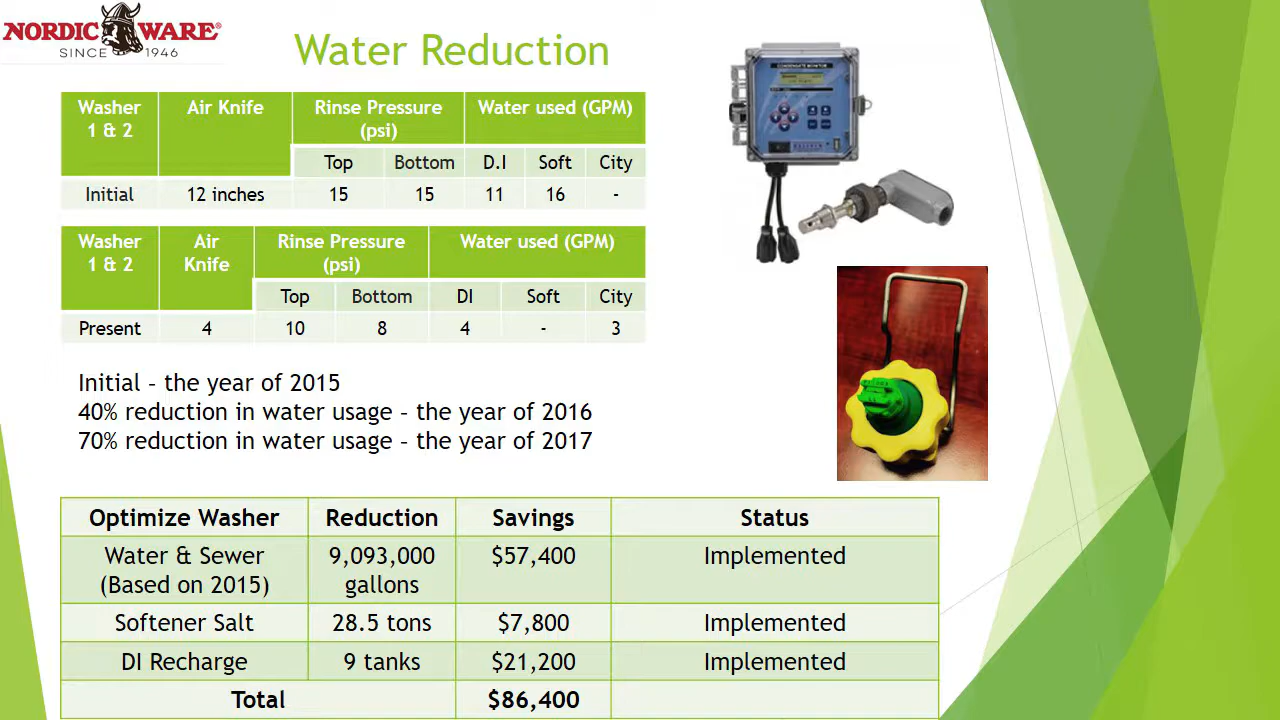 NORDIC WARE®
SINCE 1946
Water Reduction
Washer 1 & 2 Air Knife Rinse Pressure (psi) Water used (GPM)
Top Bottom D.I Soft City
Initial 12 inches 15 15 11 16 -
Washer 1 & 2 Air Knife Rinse Pressure (psi) Water used (GPM)
Top Bottom DI Soft City
Present 4 10 8 4 - 3
Initial – the year of 2015
40% reduction in water usage – the year of 2016
70% reduction in water usage – the year of 2017
Optimize Washer Reduction Savings Status
Water & Sewer (Based on 2015) 9,093,000 gallons $57,400 Implemented
Softener Salt 28.5 tons $7,800 Implemented
DI Recharge 9 tanks $21,200 Implemented
Total $86,400
CONDENSATE MONITOR